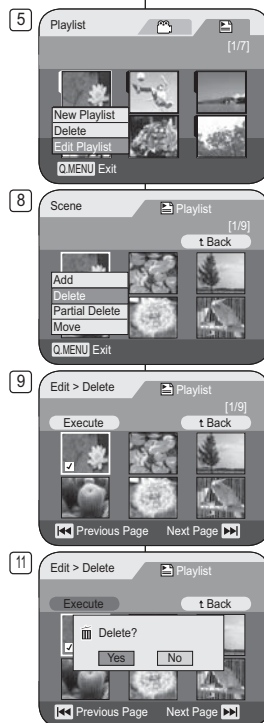 5
Playlist
[1/7]
New Playlist
Delete
Edit Playlist
Q.MENU Exit
8
Scene Playlist
[1/9]
Back
Add
Delete
Partial Delete
Move
Q.MENU Exit
9
Edit > Delete Playlist
[1/9]
Execute Back
Previous Page Next Page
11
Edit > Delete Playlist
Execute Back
Delete?
Yes No
Previous Page Next Page